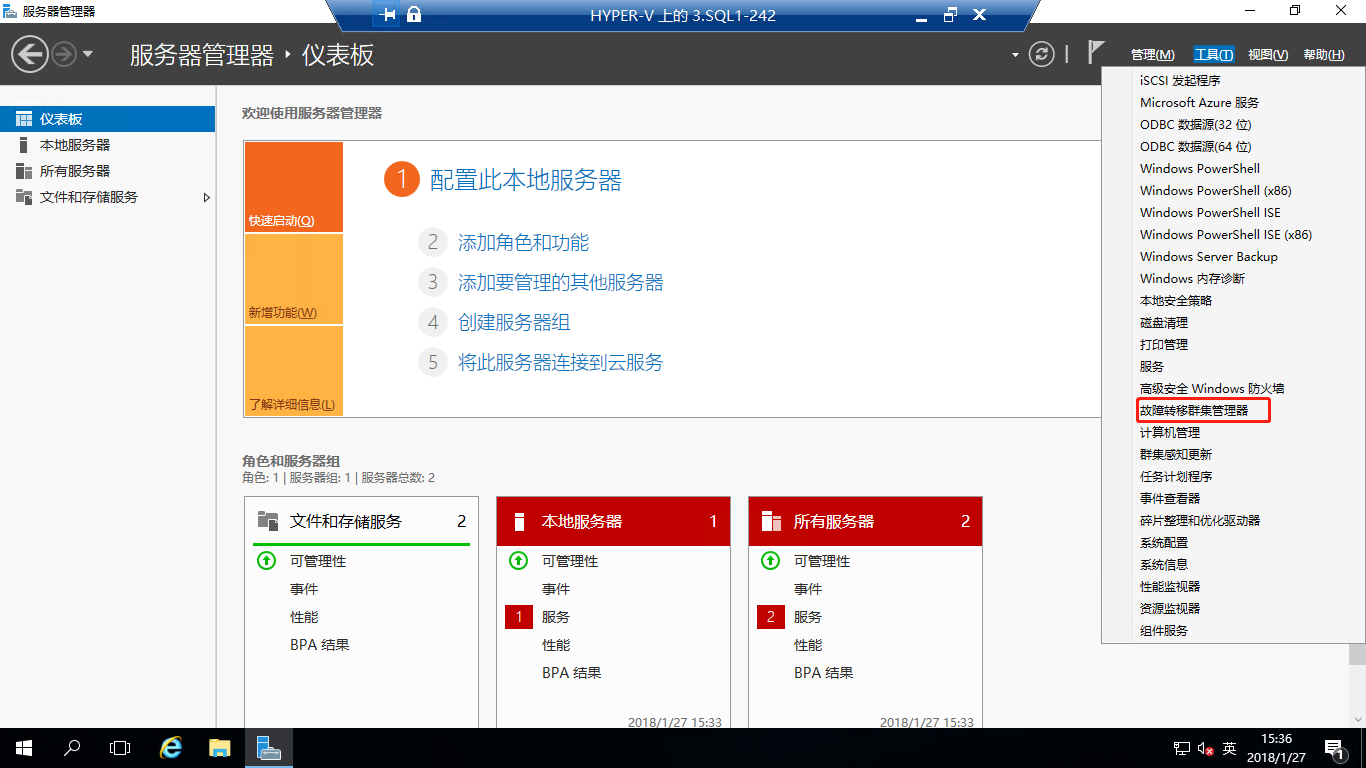 服务器管理器
HYPER-V 上的 3.SQL1-242
服务器管理器 · 仪表板
管理(M) 工具(T) 视图(V) 帮助(H)
仪表板
本地服务器
所有服务器
文件和存储服务
欢迎使用服务器管理器
快速启动(Q)
新增功能(W)
了解详细信息(L)
1 配置此本地服务器
2 添加角色和功能
3 添加要管理的其他服务器
4 创建服务器组
5 将此服务器连接到云服务
角色和服务器组
角色: 1 | 服务器组: 1 | 服务器总数: 2
文件和存储服务 2
可管理性
事件
性能
BPA 结果
本地服务器 1
可管理性
事件
1 服务
性能
BPA 结果
2018/1/27 15:33
所有服务器 2
可管理性
事件
2 服务
性能
BPA 结果
2018/1/27 15:33
iSCSI 发起程序
Microsoft Azure 服务
ODBC 数据源(32 位)
ODBC 数据源(64 位)
Windows PowerShell
Windows PowerShell (x86)
Windows PowerShell ISE
Windows PowerShell ISE (x86)
Windows Server Backup
Windows 内存诊断
本地安全策略
磁盘清理
打印管理
服务
高级安全 Windows 防火墙
故障转移群集管理器
计算机管理
群集感知更新
任务计划程序
事件查看器
碎片整理和优化驱动器
系统配置
系统信息
性能监视器
资源监视器
组件服务
英
15:36
2018/1/27
1